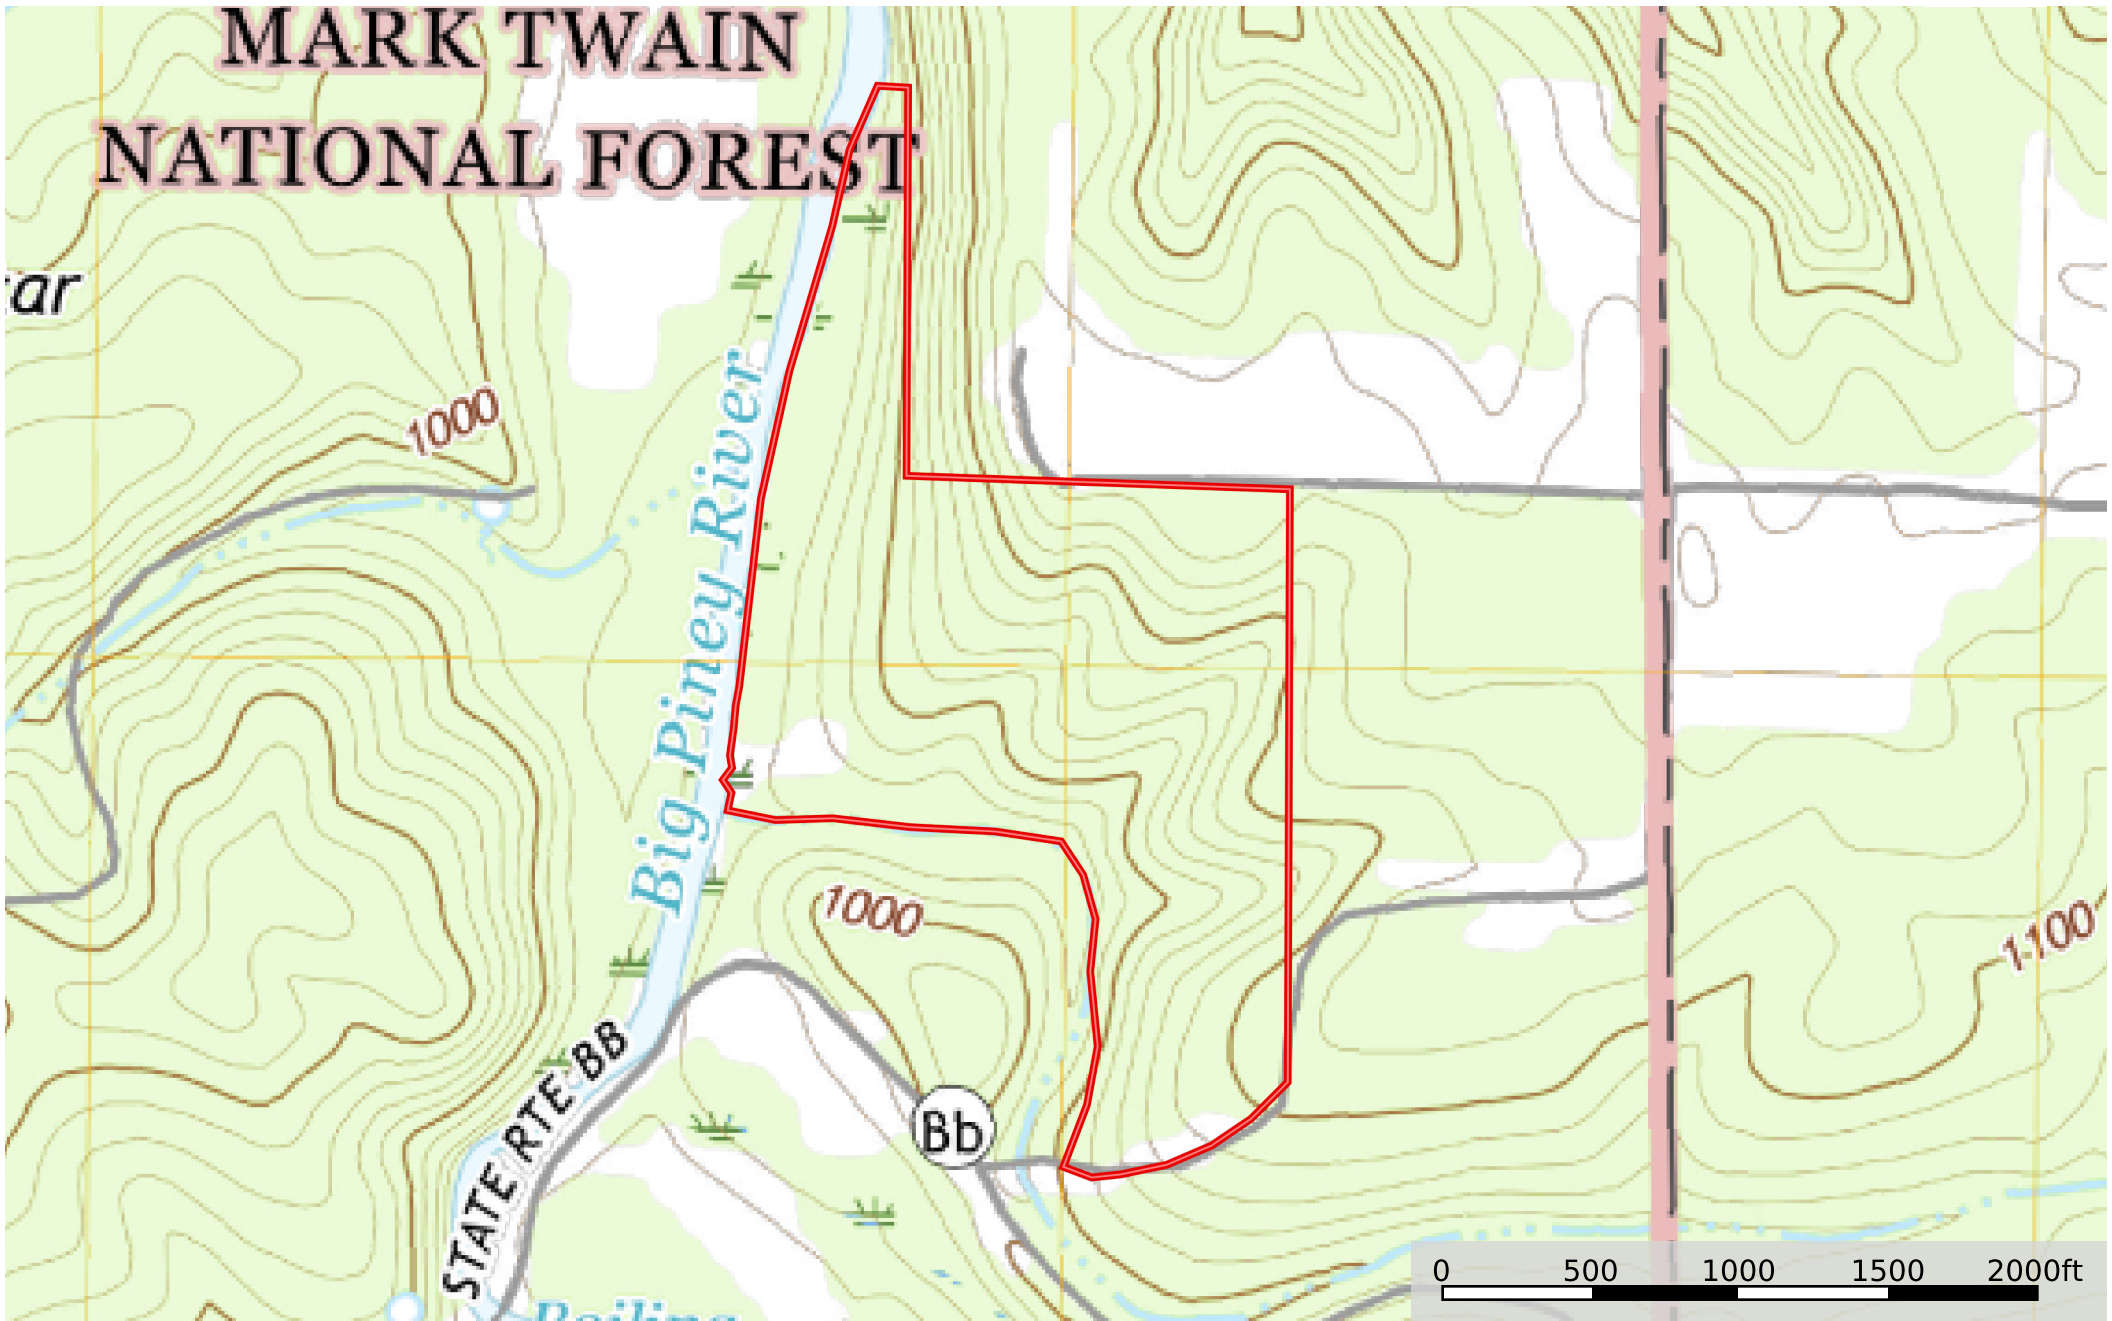 MARK TWAIN
NATIONAL FOREST
1000
Big Piney River
1000
1100
STATE RTE BB
Bb
0 500 1000 1500 2000ft